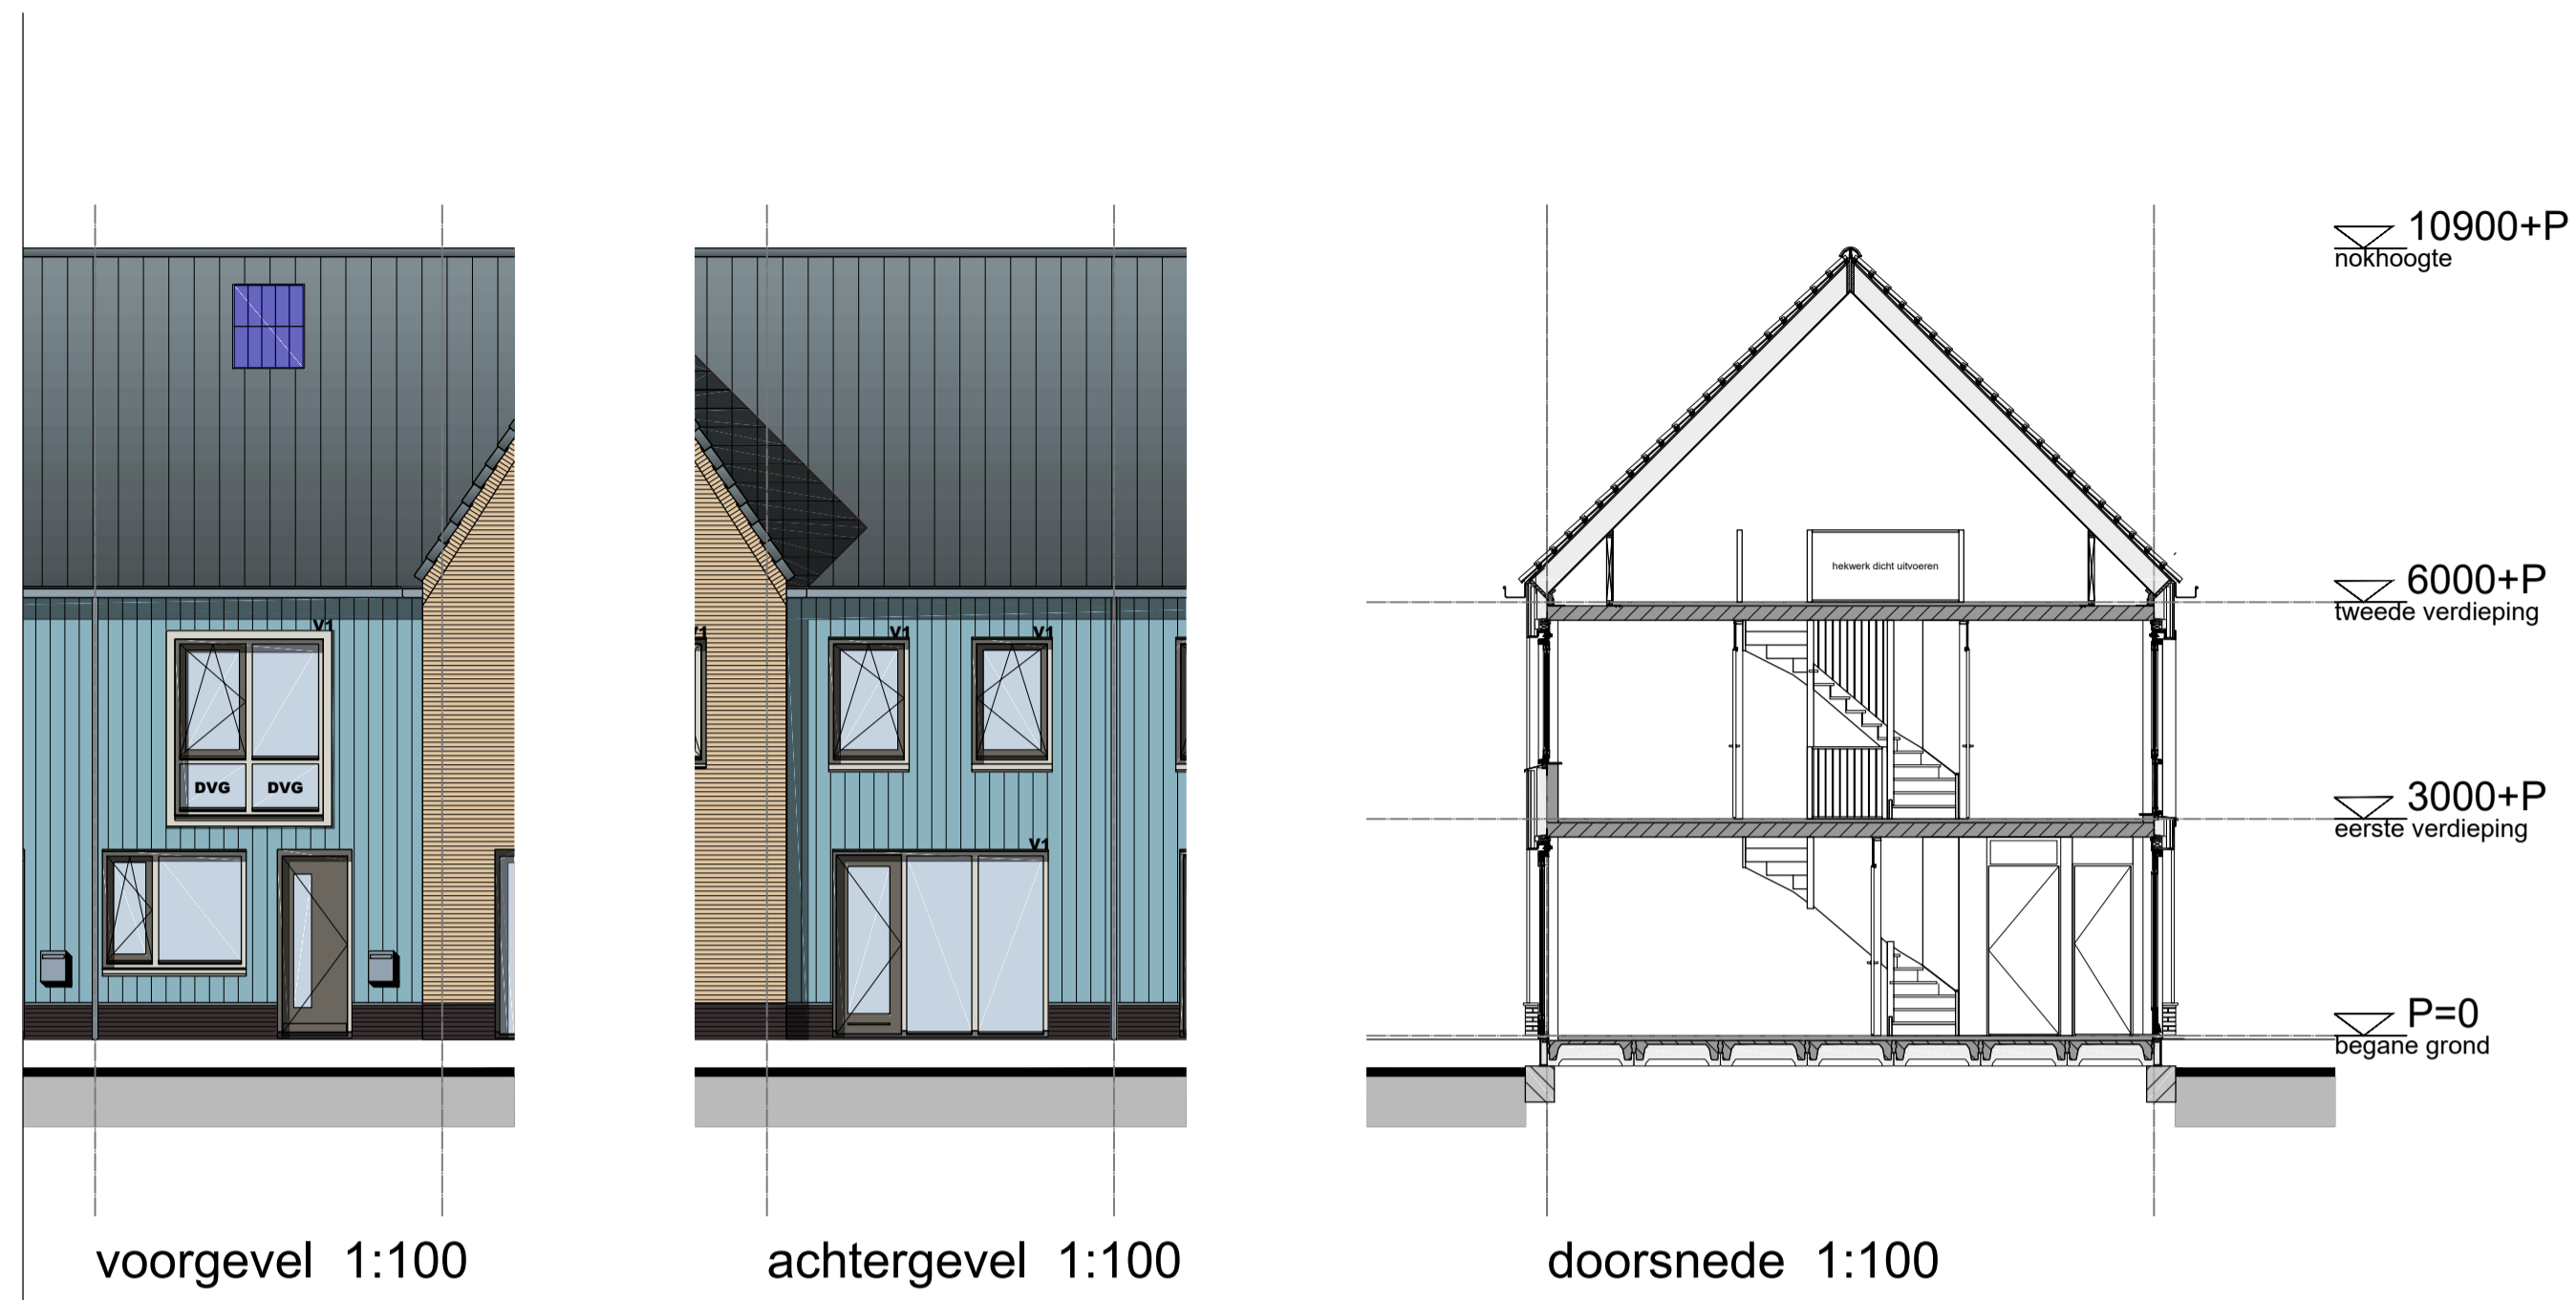 10900+P
nokhoogte
hekwerk dicht uitvoeren
6000+P
tweede verdieping
V1
V1
V1
V1
DVG DVG
3000+P
eerste verdieping
V1
P=0
begane grond
voorgevel 1:100
achtergevel 1:100
doorsnede 1:100